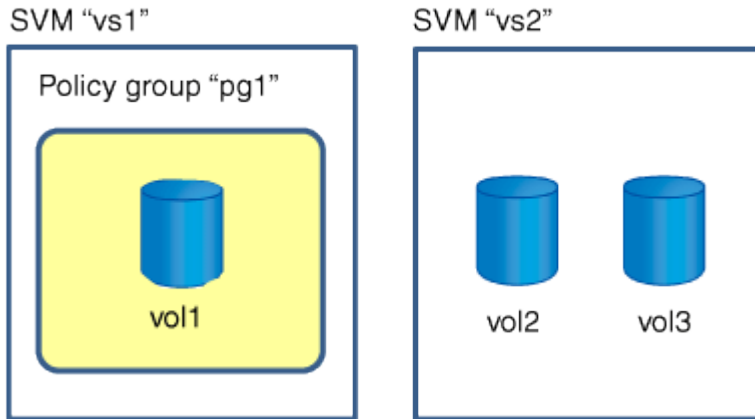 SVM “vs1”
SVM “vs2”
Policy group “pg1”
vol1
vol2
vol3